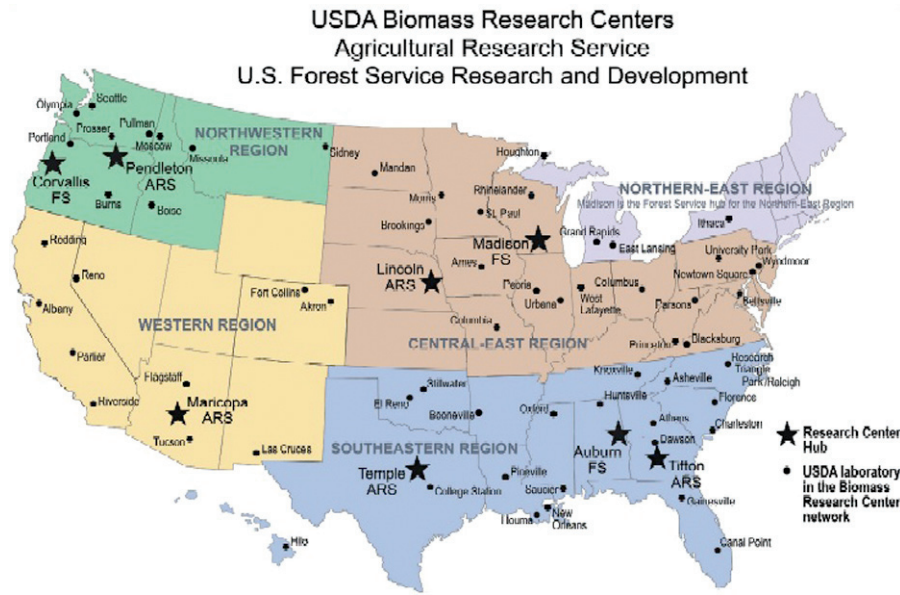 USDA Biomass Research Centers
Agricultural Research Service
U.S. Forest Service Research and Development
Olympia
Seattle
Prosser
Pullman
Portland
Moscow
Missoula
NORTHWESTERN
REGION
Sidney
Corvallis
FS
Pendleton
ARS
Burns
Boise
Mandan
Morris
Brookings
Houghton
Rhinelander
St. Paul
Madison
FS
NORTHERN-EAST REGION
Madison is the Forest Service hub for the Northern-East Region
Ithaca
Grand Rapids
East Lansing
University Park
Wyndmoor
Newtown Square
Beltsville
Redding
Reno
Albany
Parlier
Riverside
WESTERN REGION
Fort Collins
Akron
Lincoln
ARS
Ames
Peoria
Urbana
West
Lafayette
Columbus
Parsons
Columbia
CENTRAL-EAST REGION
Princeton
Blacksburg
Flagstaff
Maricopa
ARS
Tucson
Las Cruces
Stillwater
El Reno
Booneville
Oxford
Knoxville
Huntsville
Asheville
Research
Triangle
Park/Raleigh
Florence
Charleston
Athens
Dawson
SOUTHEASTERN REGION
Temple
ARS
College Station
Pineville
Saucier
Houma
New
Orleans
Auburn
FS
Tifton
ARS
Gainesville
Canal Point
Hilo
Research Center
Hub
USDA laboratory
in the Biomass
Research Center
network